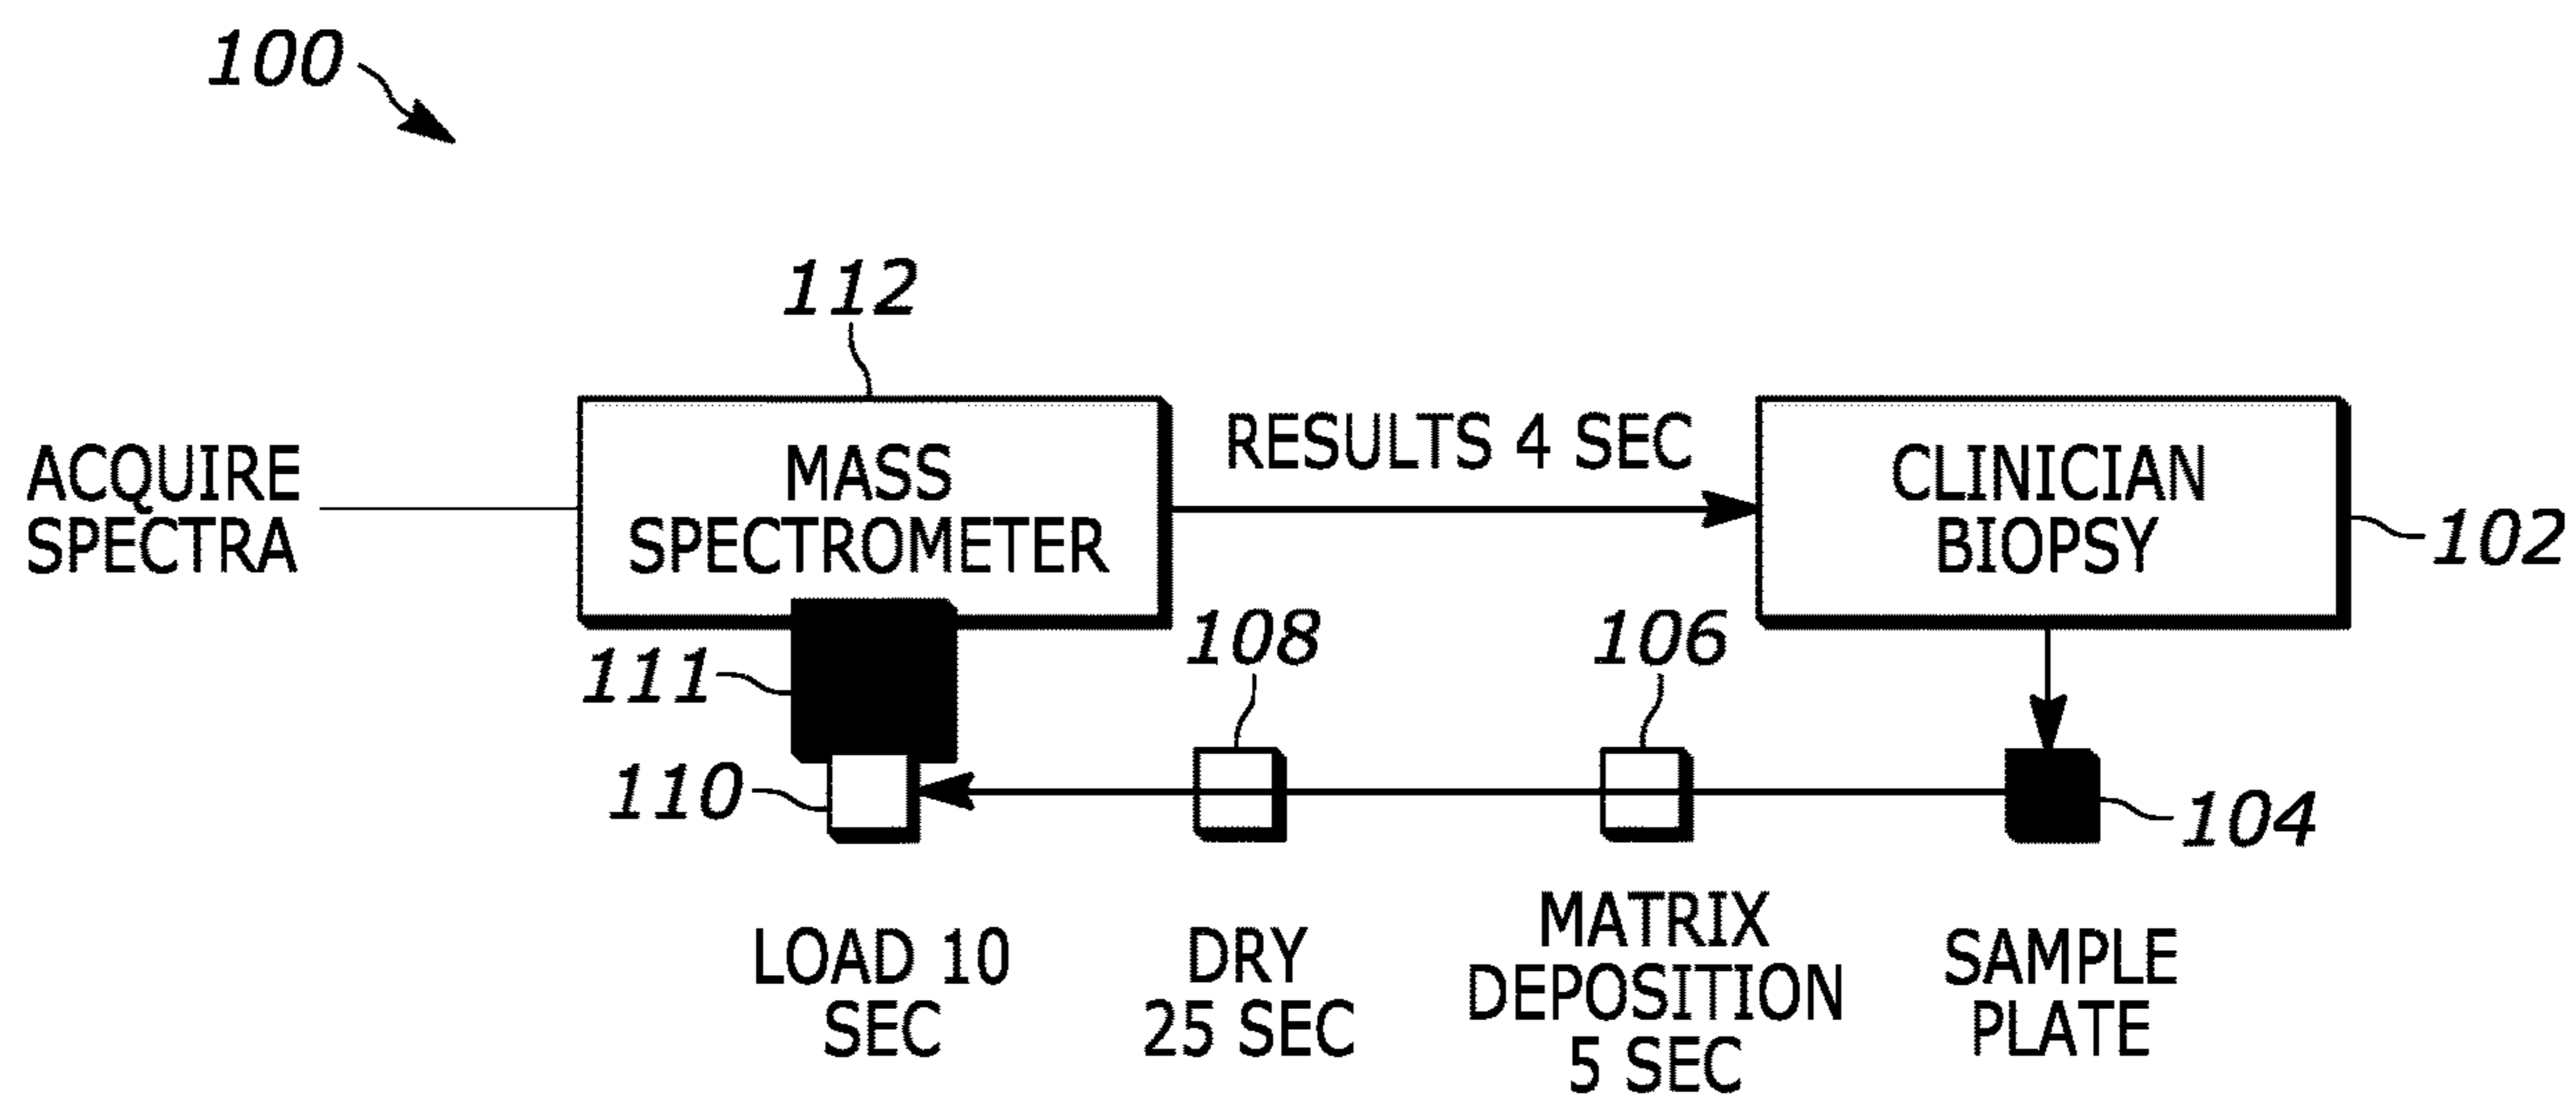 100
112
ACQUIRE
SPECTRA
MASS
SPECTROMETER
RESULTS 4 SEC
CLINICIAN
BIOPSY
102
111
108
106
110
104
LOAD 10
SEC
DRY
25 SEC
MATRIX
DEPOSITION
5 SEC
SAMPLE
PLATE